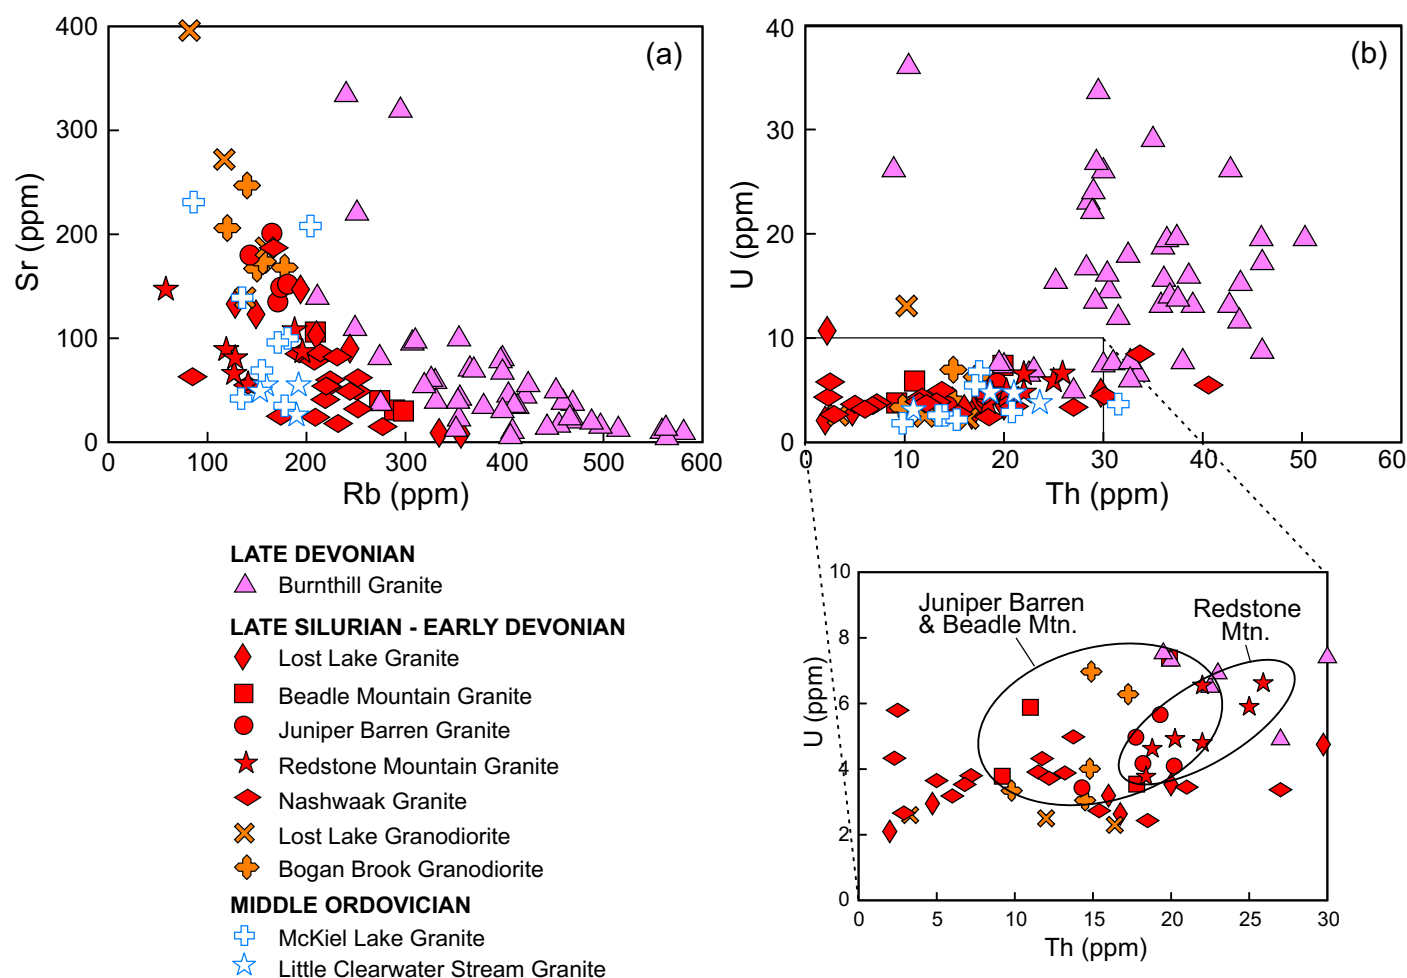 400
300
200
100
0
Sr (ppm)
(a)
0
100
200
300
400
500
600
Rb (ppm)
40
30
20
10
0
U (ppm)
(b)
0
10
20
30
40
50
60
Th (ppm)
LATE DEVONIAN
Burnthill Granite
LATE SILURIAN - EARLY DEVONIAN
Lost Lake Granite
Beadle Mountain Granite
Juniper Barren Granite
Redstone Mountain Granite
Nashwaak Granite
Lost Lake Granodiorite
Bogan Brook Granodiorite
MIDDLE ORDOVICIAN
McKiel Lake Granite
Little Clearwater Stream Granite
10
8
6
4
2
0
U (ppm)
Juniper Barren
& Beadle Mtn.
Redstone
Mtn.
0
5
10
15
20
25
30
Th (ppm)